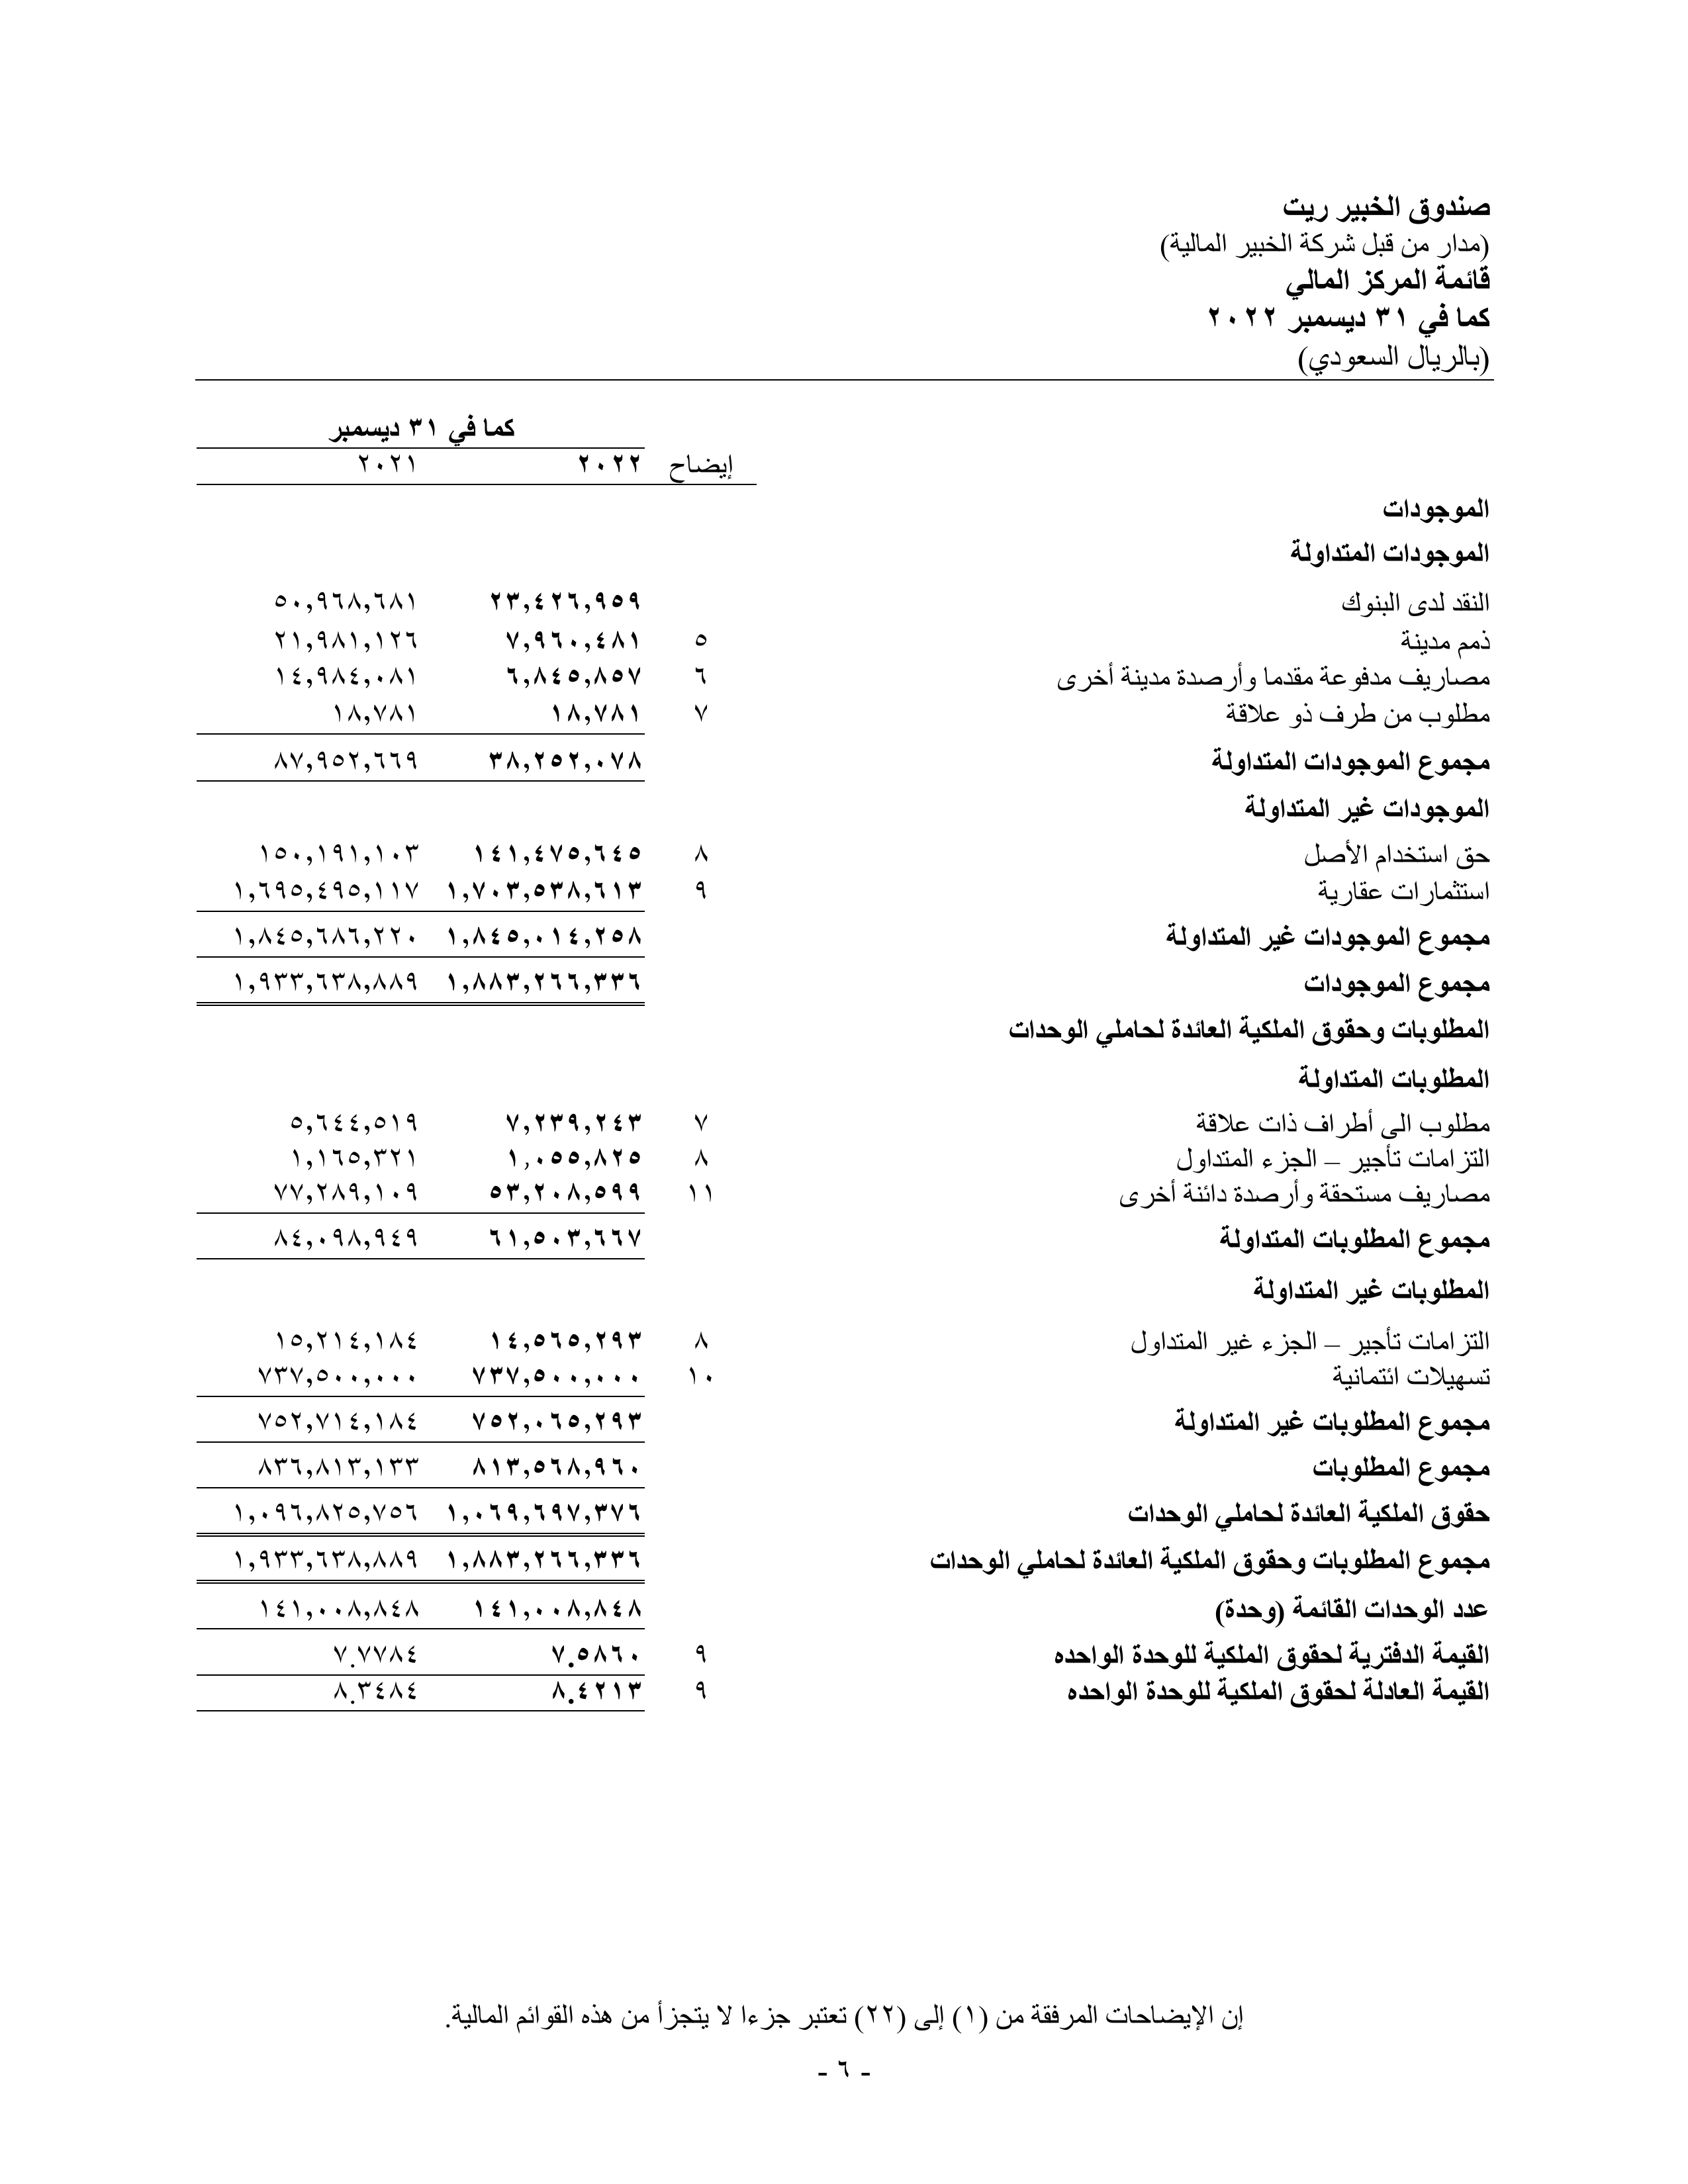 صندوق الخبير ريت
(مدار من قبل شركة الخبير المالية)
قائمة المركز المالي
كما في ٣١ ديسمبر ٢٠٢٢
(بالريال السعودي)
كما في ٣١ ديسمبر
إيضاح ٢٠٢٢ ٢٠٢١
الموجودات
الموجودات المتداولة
النقد لدى البنوك ٢٣,٤٢٦,٩٥٩ ٥٠,٩٦٨,٦٨١
ذمم مدينة ٥ ٧,٩٦٠,٤٨١ ٢١,٩٨١,١٢٦
مصاريف مدفوعة مقدما وأرصدة مدينة أخرى ٦ ٦,٨٤٥,٨٥٧ ١٤,٩٨٤,٠٨١
مطلوب من طرف ذو علاقة ٧ ١٨,٧٨١ ١٨,٧٨١
مجموع الموجودات المتداولة ٣٨,٢٥٢,٠٧٨ ٨٧,٩٥٢,٦٦٩
الموجودات غير المتداولة
حق استخدام الأصل ٨ ١٤١,٤٧٥,٦٤٥ ١٥٠,١٩١,١٠٣
استثمارات عقارية ٩ ١,٧٠٣,٥٣٨,٦١٣ ١,٦٩٥,٤٩٥,١١٧
مجموع الموجودات غير المتداولة ١,٨٤٥,٠١٤,٢٥٨ ١,٨٤٥,٦٨٦,٢٢٠
مجموع الموجودات ١,٨٨٣,٢٦٦,٣٣٦ ١,٩٣٣,٦٣٨,٨٨٩
المطلوبات وحقوق الملكية العائدة لحاملي الوحدات
المطلوبات المتداولة
مطلوب الى أطراف ذات علاقة ٧ ٧,٢٣٩,٢٤٣ ٥,٦٤٤,٥١٩
التزامات تأجير – الجزء المتداول ٨ ١,٠٥٥,٨٢٥ ١,١٦٥,٣٢١
مصاريف مستحقة وأرصدة دائنة أخرى ١١ ٥٣,٢٠٨,٥٩٩ ٧٧,٢٨٩,١٠٩
مجموع المطلوبات المتداولة ٦١,٥٠٣,٦٦٧ ٨٤,٠٩٨,٩٤٩
المطلوبات غير المتداولة
التزامات تأجير – الجزء غير المتداول ٨ ١٤,٥٦٥,٢٩٣ ١٥,٢١٤,١٨٤
تسهيلات ائتمانية ١٠ ٧٣٧,٥٠٠,٠٠٠ ٧٣٧,٥٠٠,٠٠٠
مجموع المطلوبات غير المتداولة ٧٥٢,٠٦٥,٢٩٣ ٧٥٢,٧١٤,١٨٤
مجموع المطلوبات ٨١٣,٥٦٨,٩٦٠ ٨٣٦,٨١٣,١٣٣
حقوق الملكية العائدة لحاملي الوحدات ١,٠٦٩,٦٩٧,٣٧٦ ١,٠٩٦,٨٢٥,٧٥٦
مجموع المطلوبات وحقوق الملكية العائدة لحاملي الوحدات ١,٨٨٣,٢٦٦,٣٣٦ ١,٩٣٣,٦٣٨,٨٨٩
عدد الوحدات القائمة (وحدة) ١٤١,٠٠٨,٨٤٨ ١٤١,٠٠٨,٨٤٨
القيمة الدفترية لحقوق الملكية للوحدة الواحده ٩ ٧.٥٨٦٠ ٧.٧٧٨٤
القيمة العادلة لحقوق الملكية للوحدة الواحده ٩ ٨.٤٢١٣ ٨.٣٤٨٤
إن الإيضاحات المرفقة من (١) إلى (٢٢) تعتبر جزءا لا يتجزأ من هذه القوائم المالية.
- ٦ -